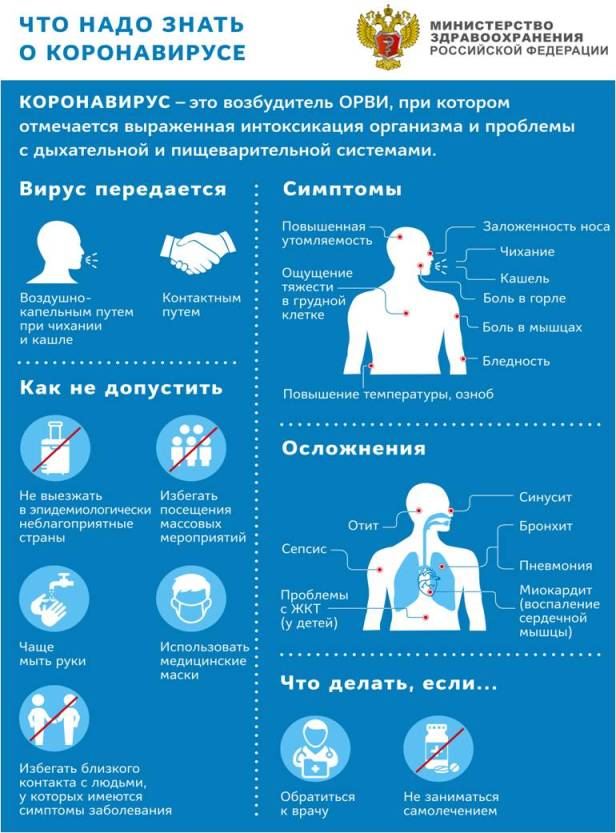 ЧТО НАДО ЗНАТЬ
О КОРОНАВИРУСЕ
МИНИСТЕРСТВО
ЗДРАВООХРАНЕНИЯ
РОССИЙСКОЙ ФЕДЕРАЦИИ
КОРОНАВИРУС – это возбудитель ОРВИ, при котором
отмечается выраженная интоксикация организма и проблемы
с дыхательной и пищеварительной системами.
Вирус передается
Воздушно-
капельным путем
при чихании
и кашле
Контактным
путем
Как не допустить
Не выезжать
в эпидемиологически
неблагоприятные
страны
Избегать
посещения
массовых
мероприятий
Чаще
мыть руки
Использовать
медицинские
маски
Избегать близкого
контакта с людьми,
у которых имеются
симптомы заболевания
Симптомы
Повышенная
утомляемость
Ощущение
тяжести
в грудной
клетке
Заложенность носа
Чихание
Кашель
Боль в горле
Боль в мышцах
Бледность
Повышение температуры, озноб
Осложнения
Отит
Сепсис
Проблемы
с ЖКТ
(у детей)
Синусит
Бронхит
Пневмония
Миокардит
(воспаление
сердечной
мышцы)
Что делать, если...
Обратиться
к врачу
Не заниматься
самолечением